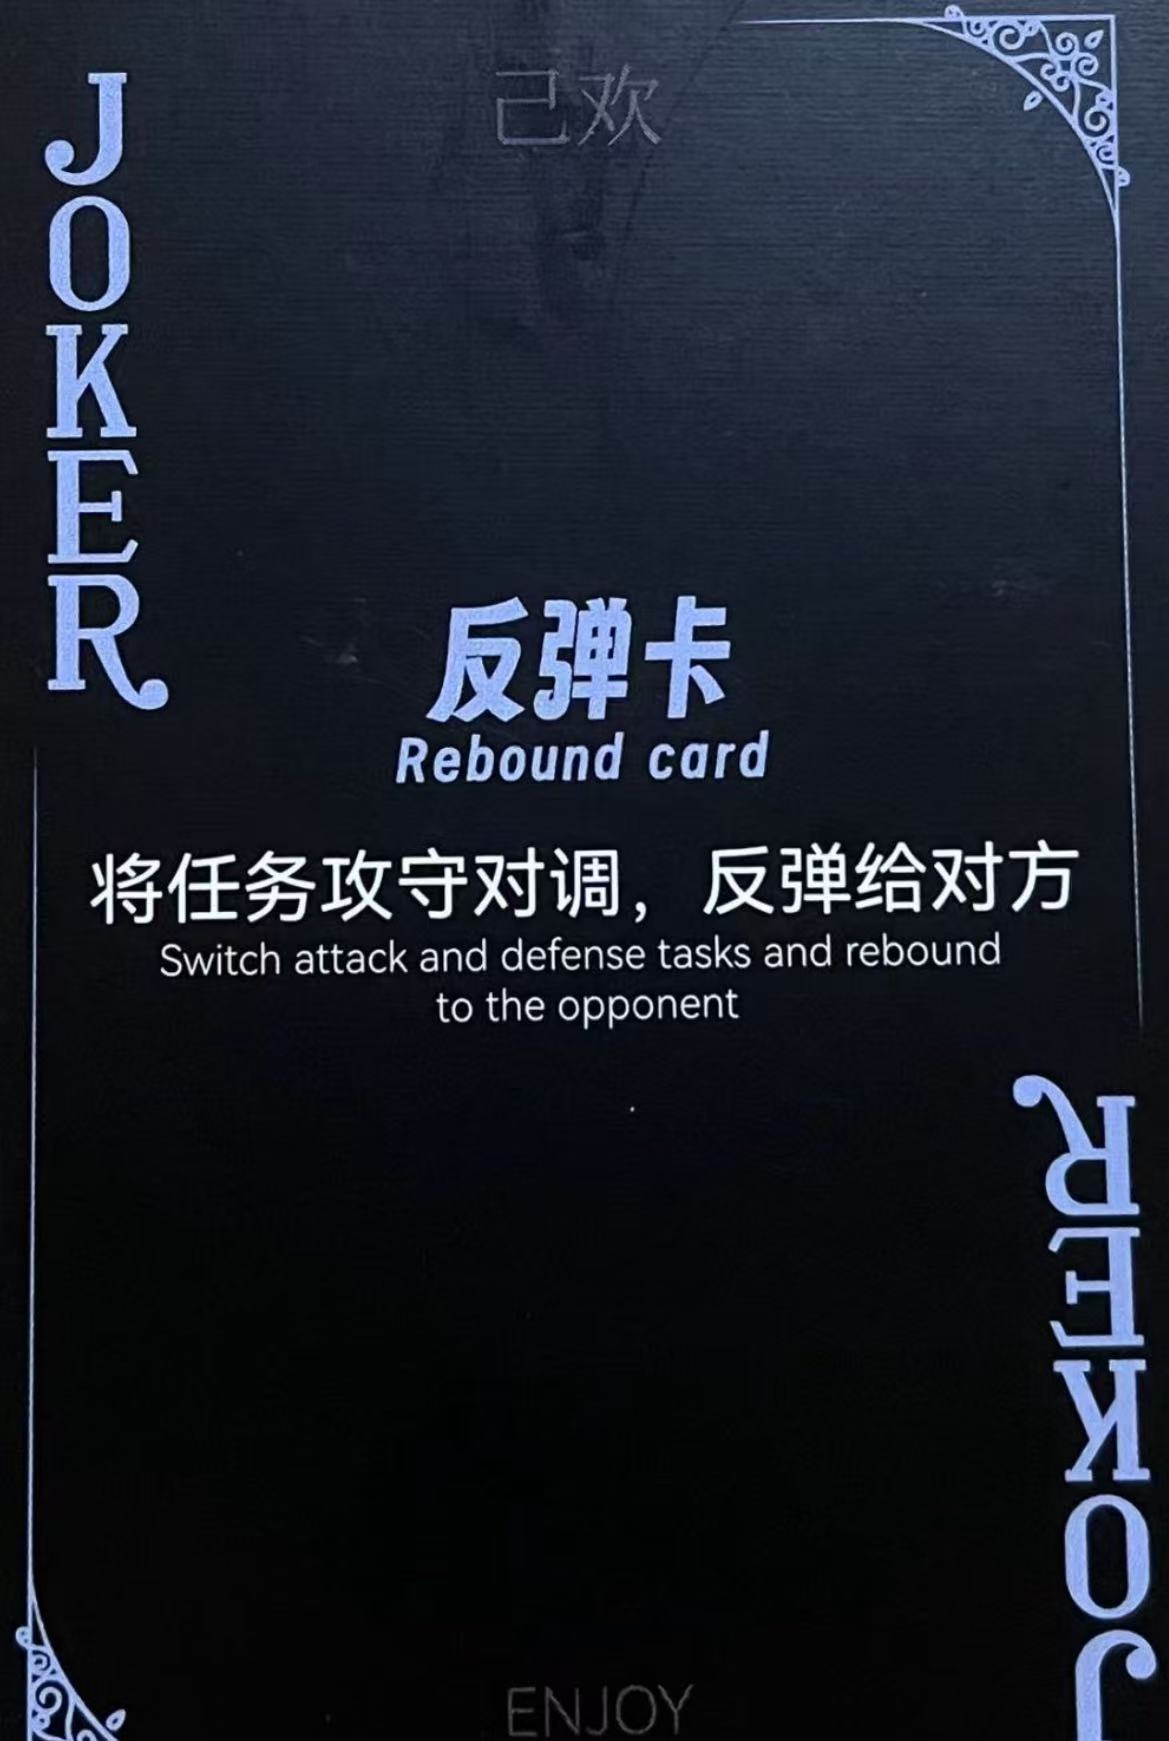 己欢
JOKER
反弹卡
Rebound card
将任务攻守对调，反弹给对方
Switch attack and defense tasks and rebound
to the opponent
JOKER
ENJOY